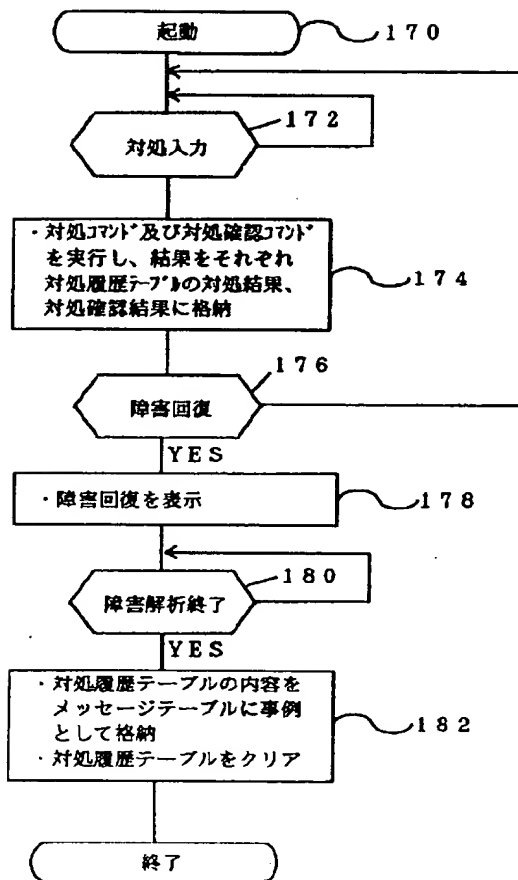 起動
１７０
１７２
対処入力
・対処ｺﾏﾝﾄﾞ及び対処確認ｺﾏﾝﾄﾞ
を実行し、結果をそれぞれ
対処履歴ﾃｰﾌﾞﾙの対処結果、
対処確認結果に格納
１７４
１７６
障害回復
YES
・障害回復を表示
１７８
１８０
障害解析終了
YES
・対処履歴テーブルの内容を
メッセージテーブルに事例
として格納
・対処履歴テーブルをクリア
１８２
終了